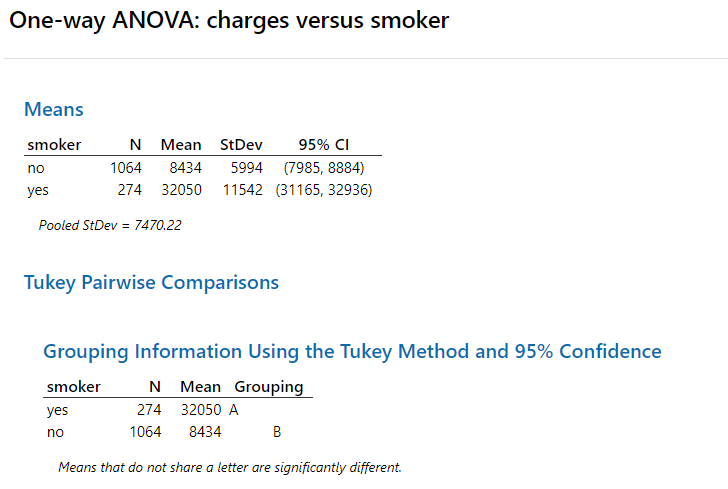 One-way ANOVA: charges versus smoker
Means
smoker N Mean StDev 95% CI
no 1064 8434 5994 (7985, 8884)
yes 274 32050 11542 (31165, 32936)
Pooled StDev = 7470.22
Tukey Pairwise Comparisons
Grouping Information Using the Tukey Method and 95% Confidence
smoker N Mean Grouping
yes 274 32050 A
no 1064 8434 B
Means that do not share a letter are significantly different.